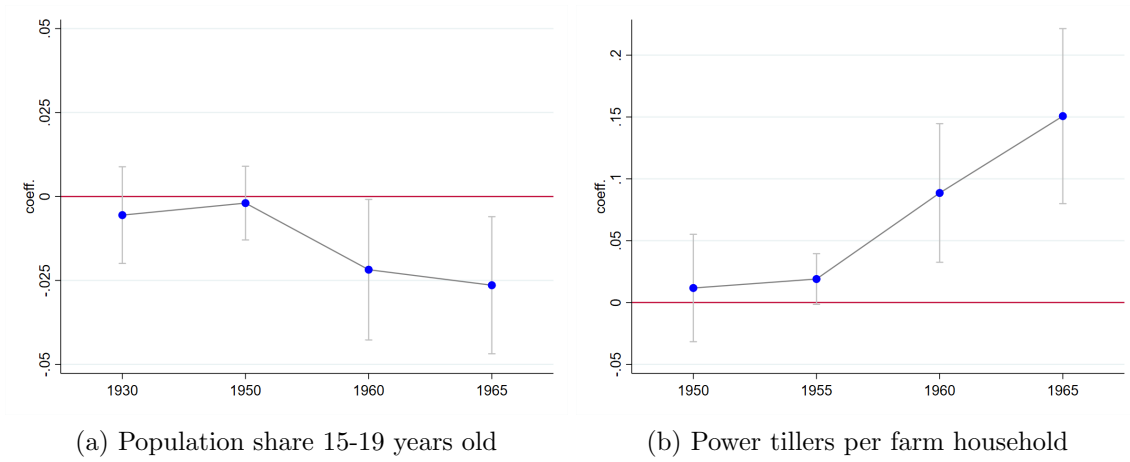 .05
.025
0
-.025
-.05
coeff.
1930 1950 1960 1965
(a) Population share 15-19 years old
.2
.15
.1
.05
0
-.05
coeff.
1950 1955 1960 1965
(b) Power tillers per farm household